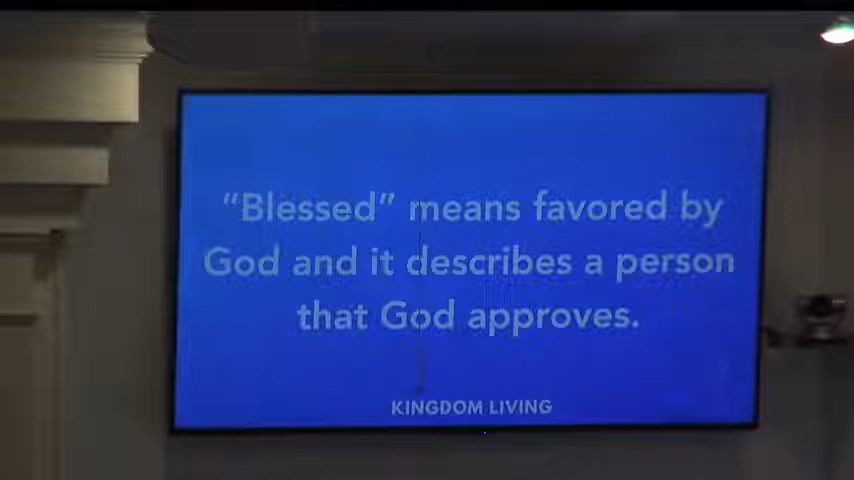 “Blessed” means favored by
God and it describes a person
that God approves.
KINGDOM LIVING